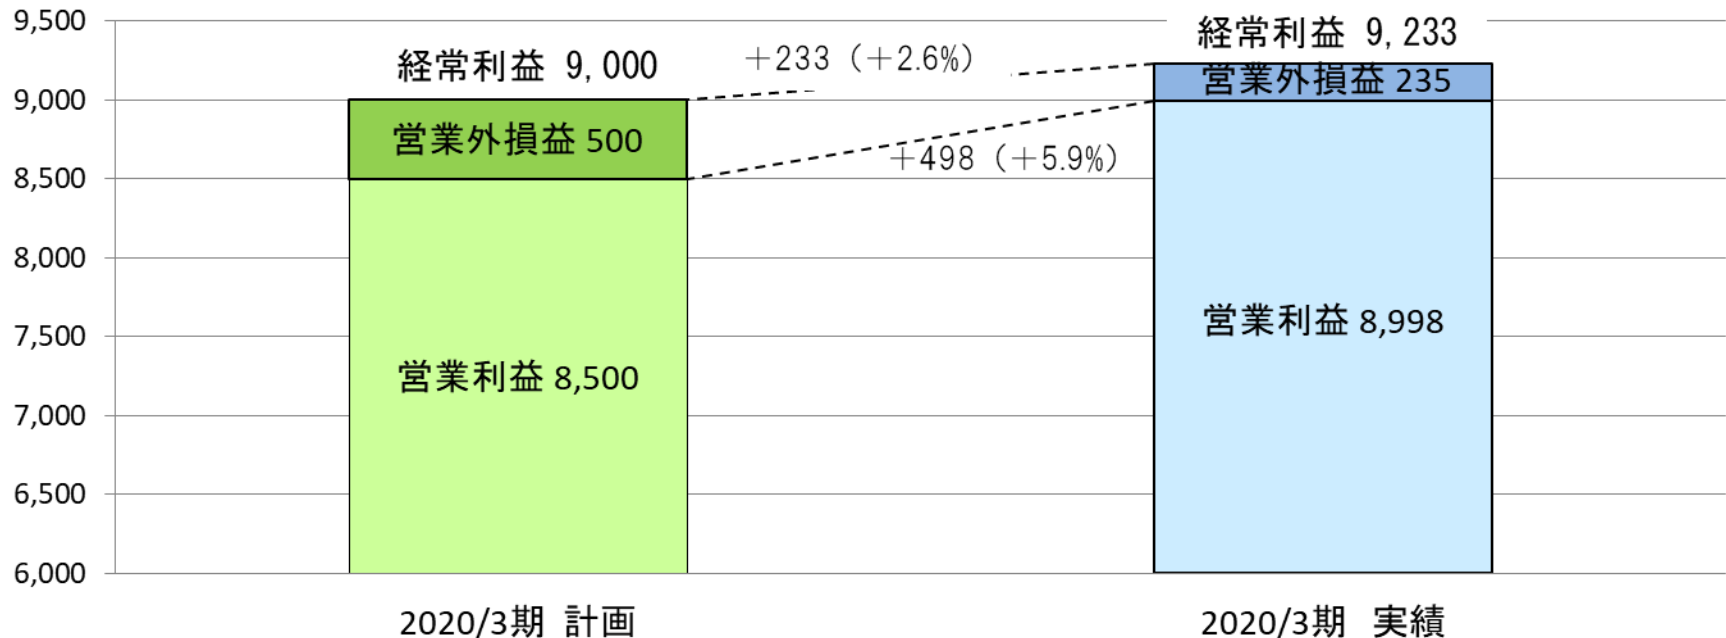 9,500
9,000
8,500
8,000
7,500
7,000
6,500
6,000
経常利益 9,000
営業外損益 500
営業利益 8,500
+233(+2.6%)
+498(+5.9%)
経常利益 9,233
営業外損益 235
営業利益 8,998
2020/3期 計画
2020/3期 実績